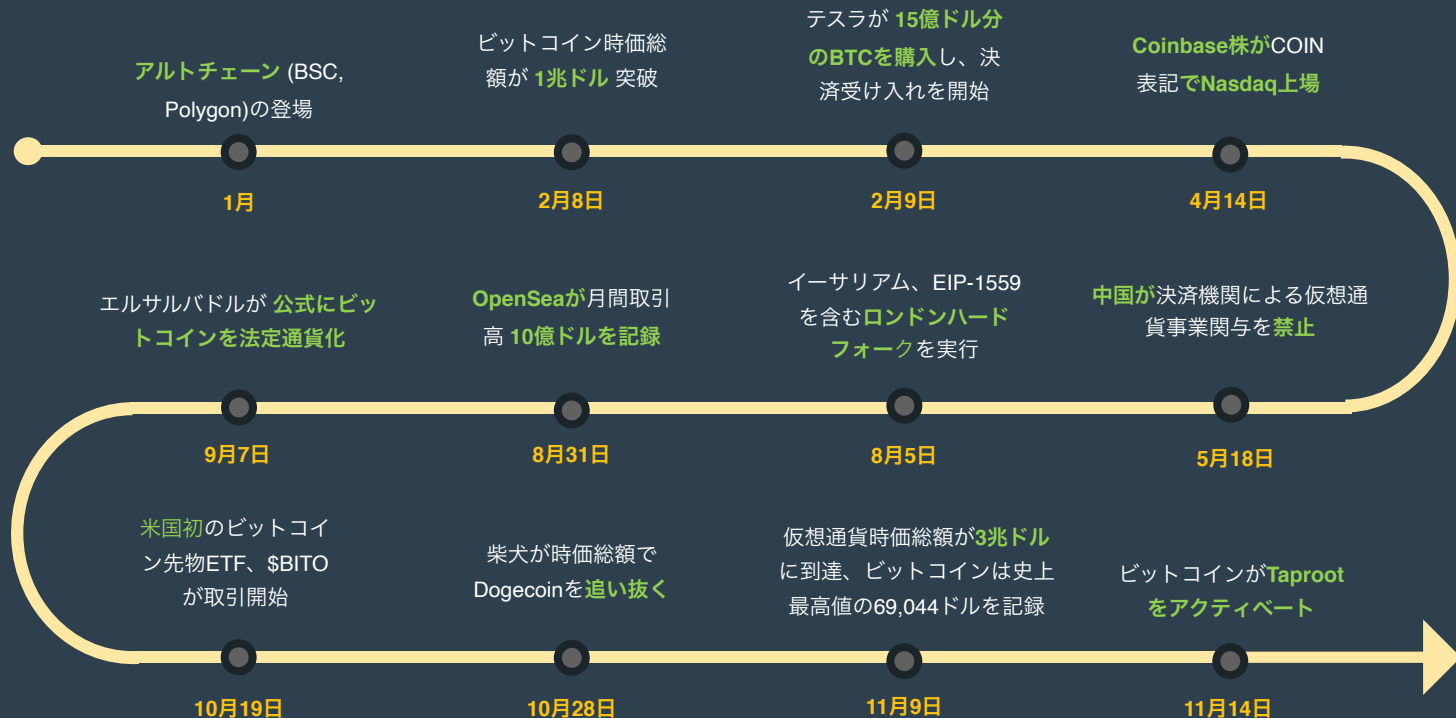 アルトチェーン (BSC,
Polygon)の登場
1月
ビットコイン時価総
額が 1兆ドル 突破
2月8日
テスラが 15億ドル分
のBTCを購入し、決
済受け入れを開始
2月9日
Coinbase株がCOIN
表記でNasdaq上場
4月14日
中国が決済機関による仮想通
貨事業関与を禁止
5月18日
イーサリアム、EIP-1559
を含むロンドンハード
フォークを実行
8月5日
OpenSeaが月間取引
高 10億ドルを記録
8月31日
エルサルバドルが 公式にビッ
トコインを法定通貨化
9月7日
米国初のビットコイ
ン先物ETF、$BITO
が取引開始
10月19日
柴犬が時価総額で
Dogecoinを追い抜く
10月28日
仮想通貨時価総額が3兆ドル
に到達、ビットコインは史上
最高値の69,044ドルを記録
11月9日
ビットコインがTaproot
をアクティベート
11月14日